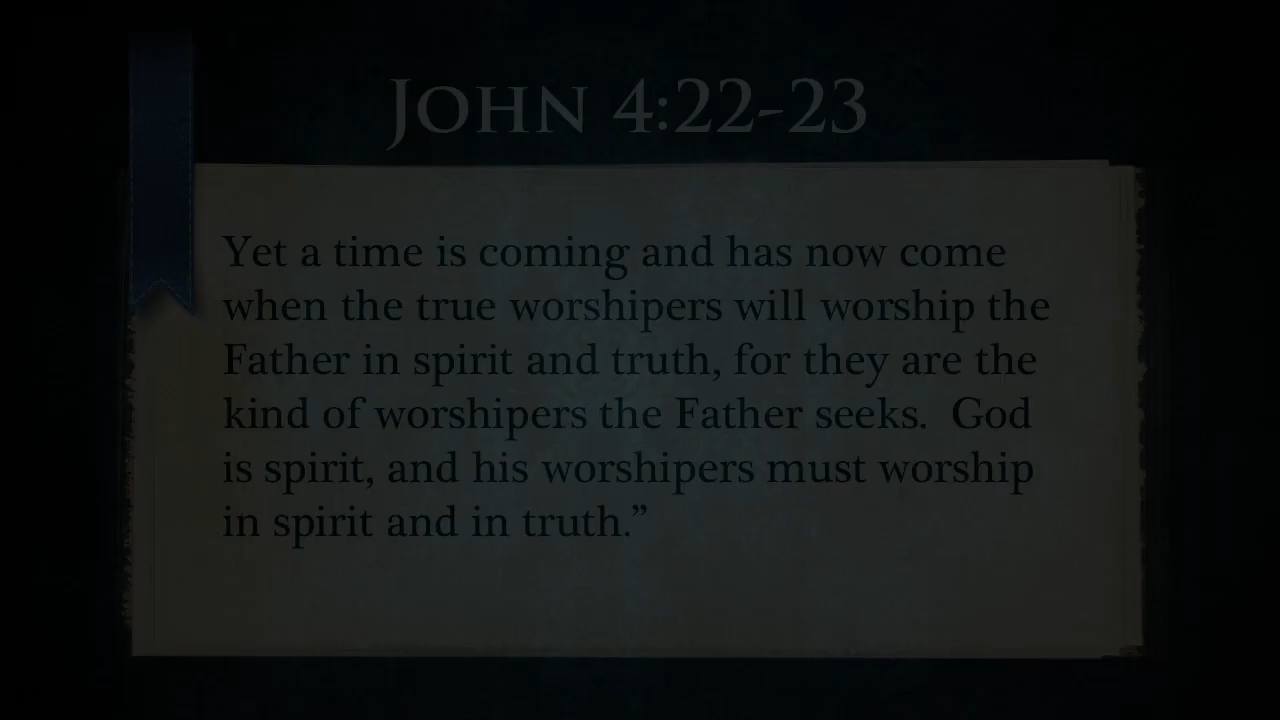 John 4:22-23
Yet a time is coming and has now come
when the true worshipers will worship the
Father in spirit and truth, for they are the
kind of worshipers the Father seeks.  God
is spirit, and his worshipers must worship
in spirit and in truth.”